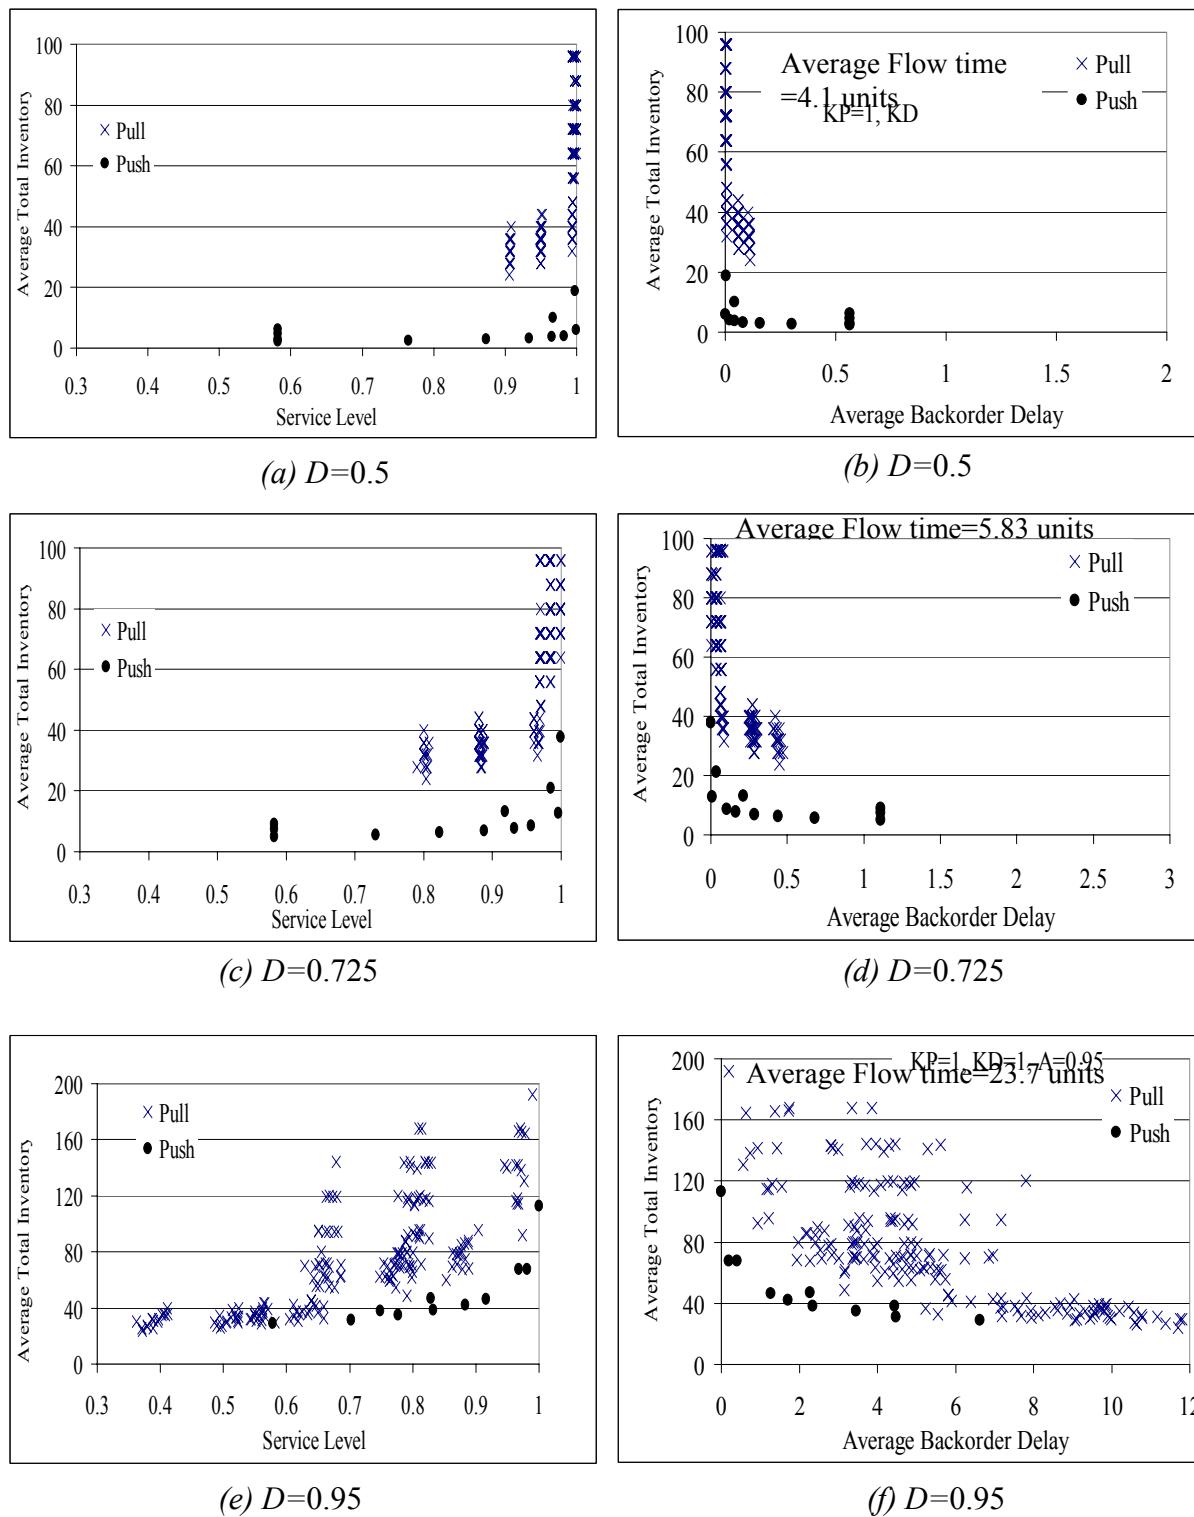 100
80
60
40
20
0
Average Total Inventory
Pull
Push
0.3 0.4 0.5 0.6 0.7 0.8 0.9 1
Service Level
(a) D=0.5
100
80
60
40
20
0
Average Total Inventory
Average Flow time
=4.1 units
KP=1, KD
Pull
Push
0 0.5 1 1.5 2
Average Backorder Delay
(b) D=0.5
100
80
60
40
20
0
Average Total Inventory
Pull
Push
0.3 0.4 0.5 0.6 0.7 0.8 0.9 1
Service Level
(c) D=0.725
Average Flow time=5.83 units
100
80
60
40
20
0
Average Total Inventory
Pull
Push
0 0.5 1 1.5 2 2.5 3
Average Backorder Delay
(d) D=0.725
200
160
120
80
40
0
Average Total Inventory
Pull
Push
0.3 0.4 0.5 0.6 0.7 0.8 0.9 1
Service Level
(e) D=0.95
KP=1, KD=1, A=0.95
Average Flow time=23.7 units
200
160
120
80
40
0
Average Total Inventory
Pull
Push
0 2 4 6 8 10 12
Average Backorder Delay
(f) D=0.95